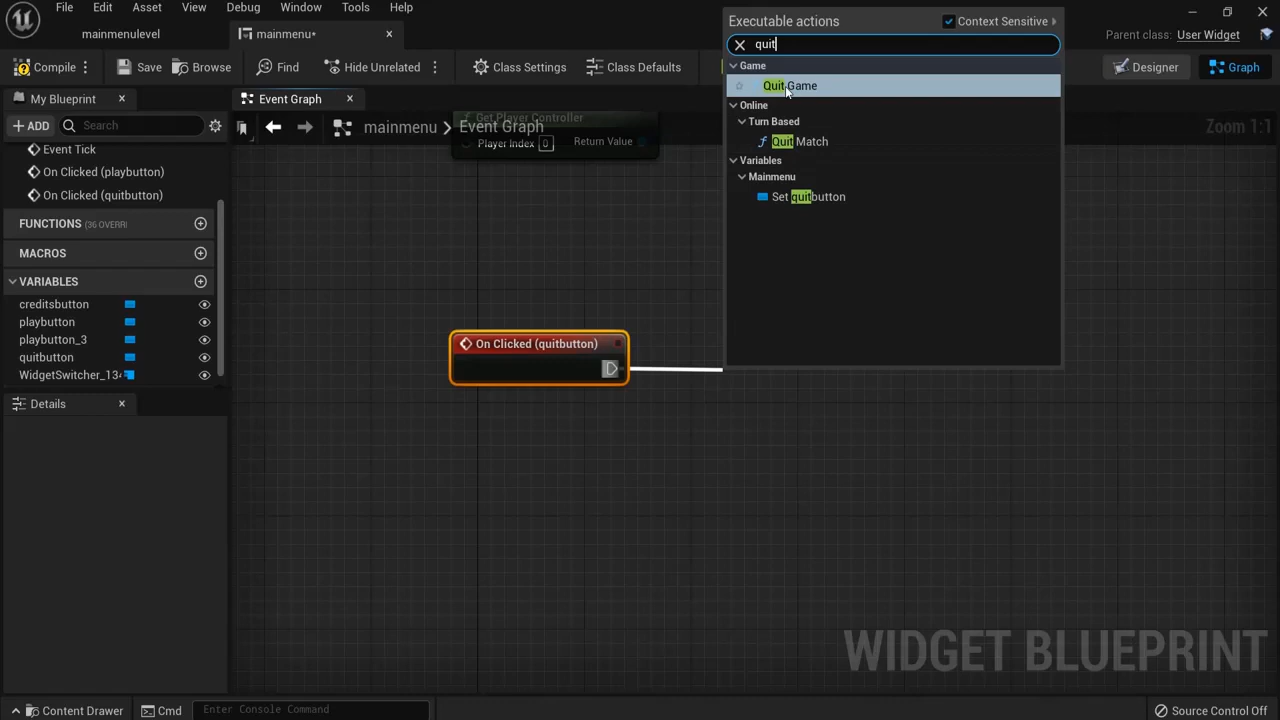 File Edit Asset View Debug Window Tools Help
mainmenulevel
mainmenu*
Parent class: User Widget
Compile
Save
Browse
Find
Hide Unrelated
Class Settings
Class Defaults
Designer
Graph
My Blueprint
ADD
Search
Event Tick
On Clicked (playbutton)
On Clicked (quitbutton)
FUNCTIONS (36 OVERRI
MACROS
VARIABLES
creditsbutton
playbutton
playbutton_3
quitbutton
WidgetSwitcher_134
Details
Event Graph
mainmenu > Event Graph
Zoom 1:1
Get Player Controller
Player Index 0
Return Value
On Clicked (quitbutton)
Executable actions
Context Sensitive
quit
Game
Quit Game
Online
Turn Based
f Quit Match
Variables
Mainmenu
Set quitbutton
WIDGET BLUEPRINT
Content Drawer
Cmd
Enter Console Command
Source Control Off